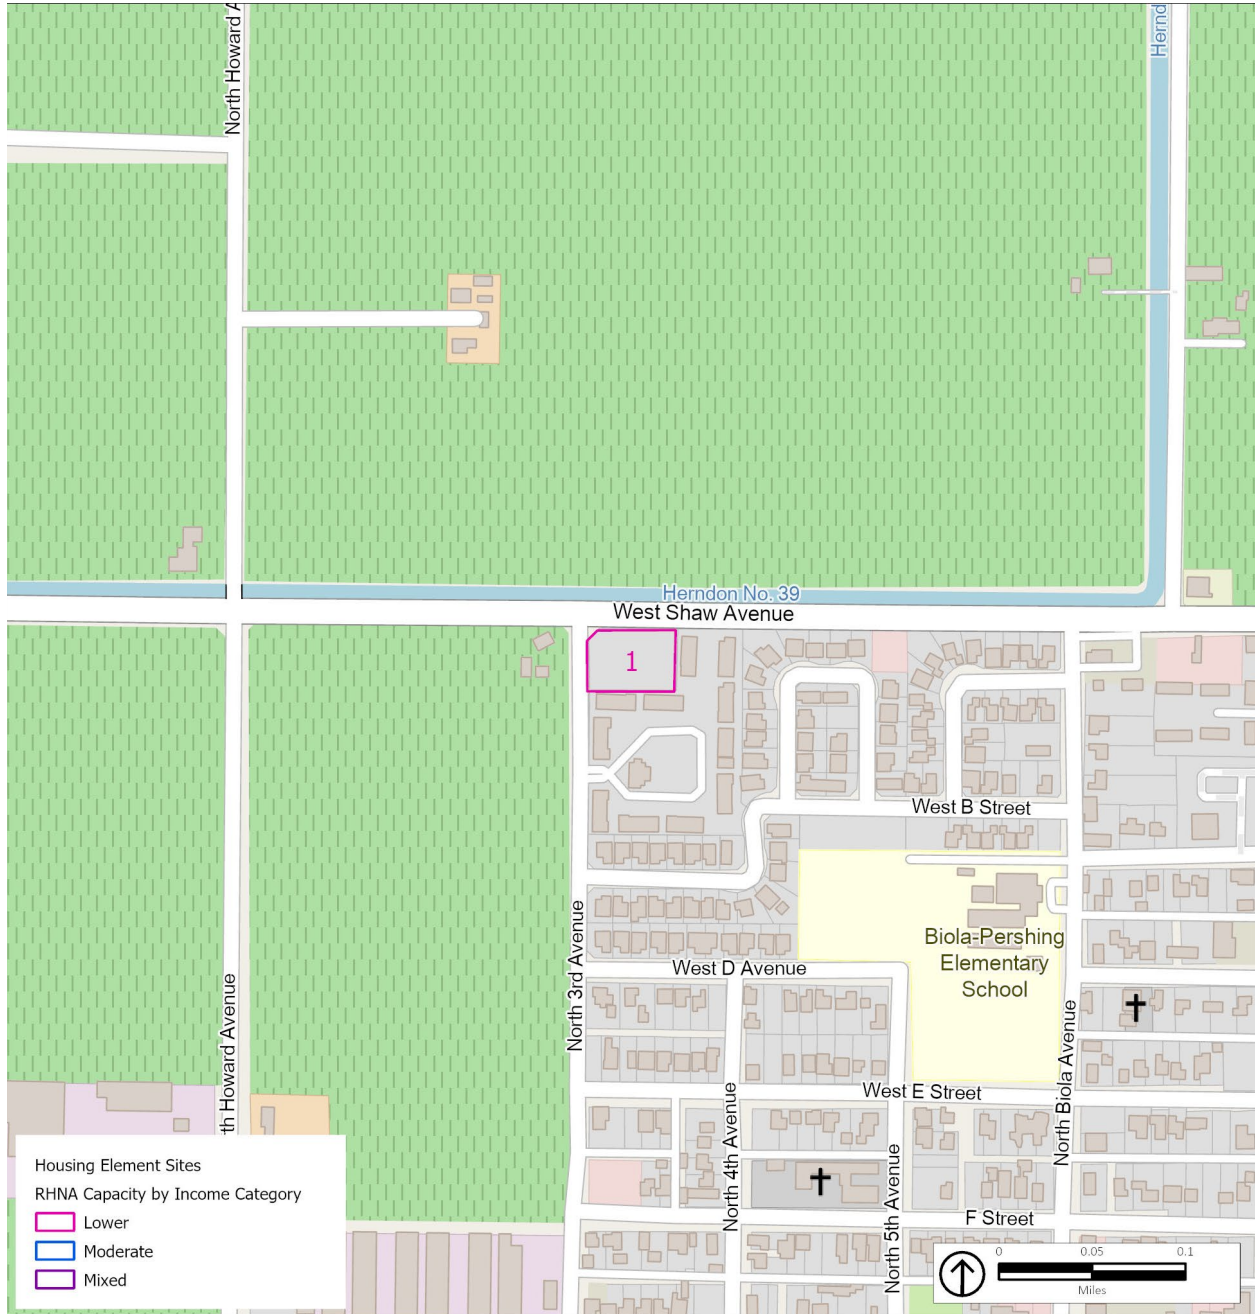 North Howard A
Hernd
Herndon No. 39
West Shaw Avenue
1
West B Street
Biola-Pershing
Elementary
School
North 3rd Avenue
West D Avenue
North Biola Avenue
rth Howard Avenue
West E Street
North 4th Avenue
North 5th Avenue
F Street
Housing Element Sites
RHNA Capacity by Income Category
Lower
Moderate
Mixed
0 0.05 0.1
Miles